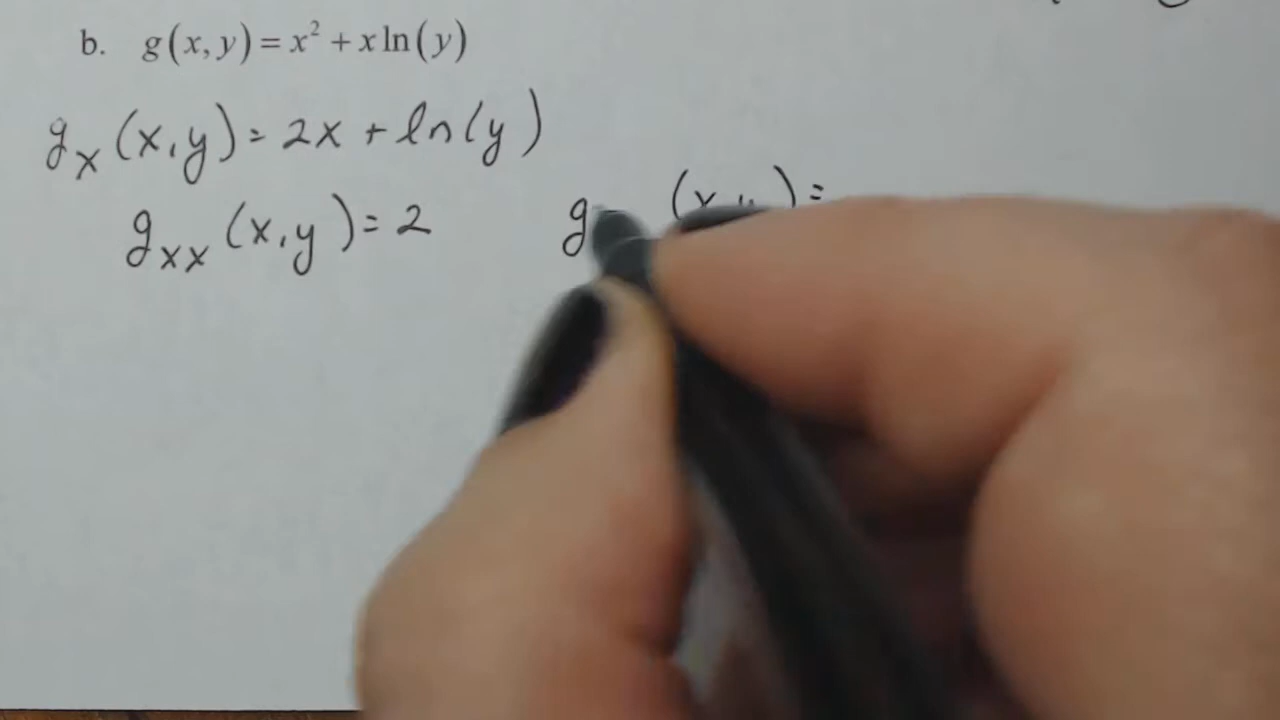 b. g(x, y) = x² + x ln(y)
gₓ(x,y) = 2x + ln(y)
gₓₓ(x,y) = 2 g (x,y) =